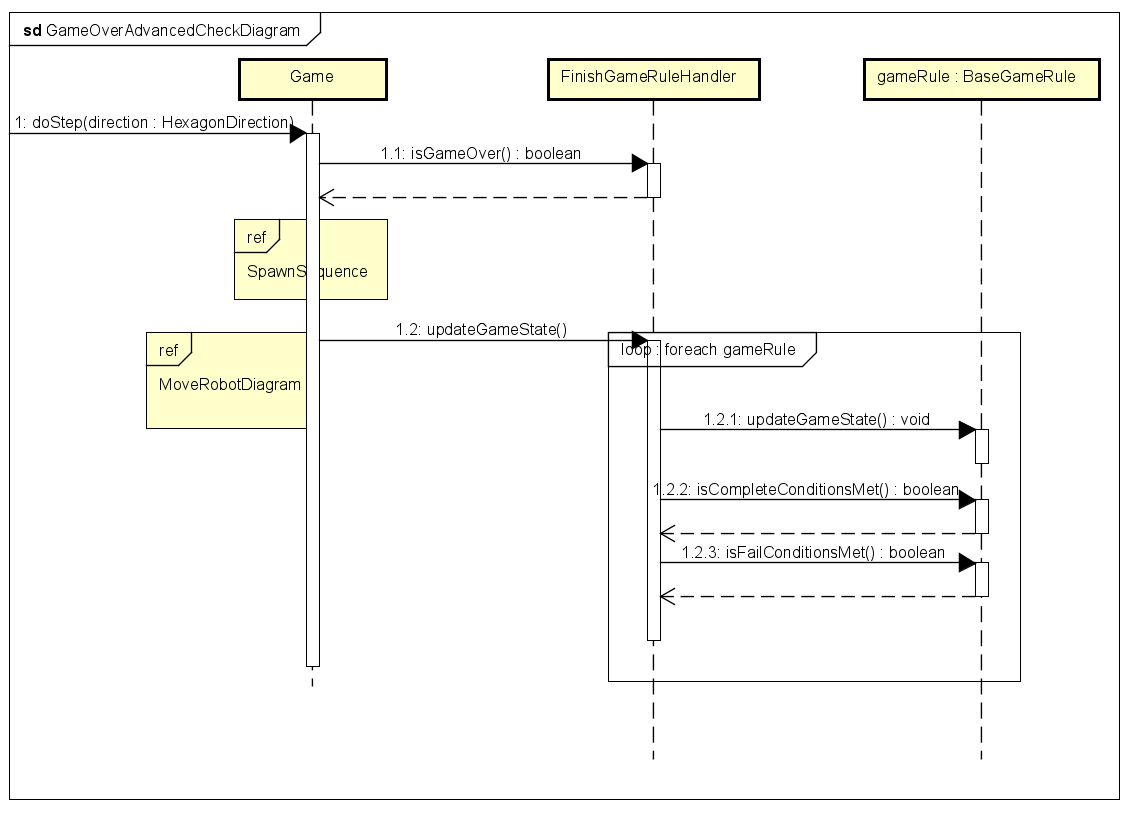 sd GameOverAdvancedCheckDiagram
Game
FinishGameRuleHandler
gameRule : BaseGameRule
1: doStep(direction : HexagonDirection)
1.1: isGameOver() : boolean
ref
SpawnSequence
1.2: updateGameState()
ref
loop : foreach gameRule
MoveRobotDiagram
1.2.1: updateGameState() : void
1.2.2: isCompleteConditionsMet() : boolean
1.2.3: isFailConditionsMet() : boolean